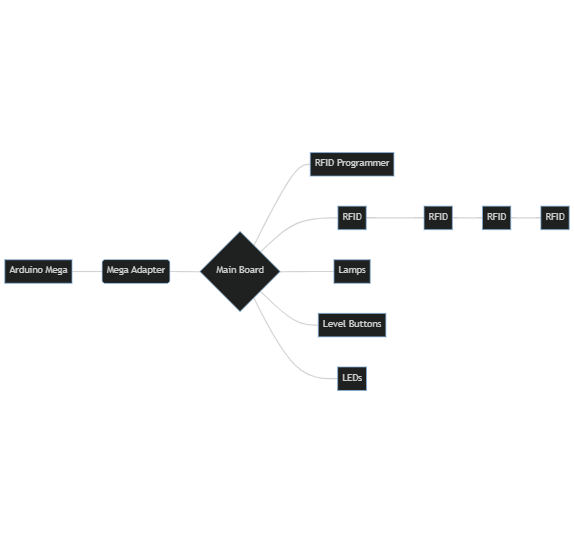 RFID Programmer
RFID RFID RFID RFID
Arduino Mega Mega Adapter Main Board Lamps
Level Buttons
LEDs